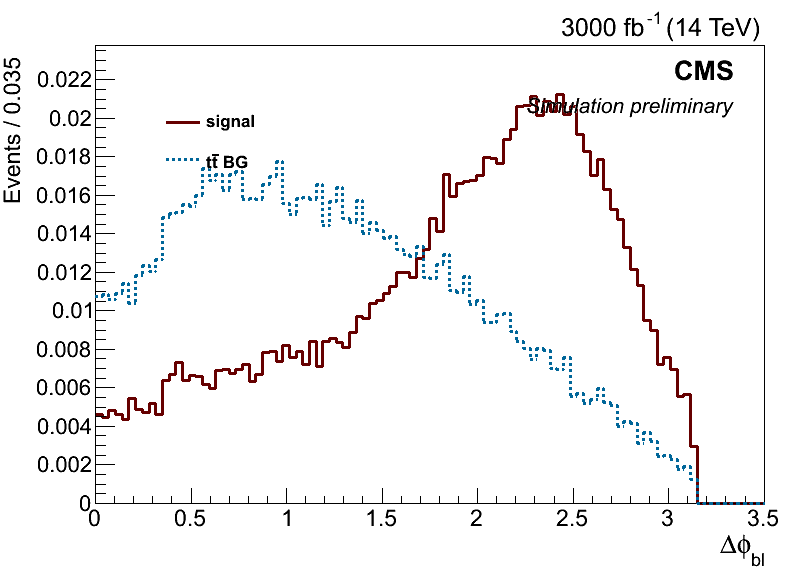 3000 fb⁻¹ (14 TeV)
CMS
Simulation preliminary
signal
tt̄ BG
Events / 0.035
0.022
0.02
0.018
0.016
0.014
0.012
0.01
0.008
0.006
0.004
0.002
0
0 0.5 1 1.5 2 2.5 3 3.5
Δϕ_bl